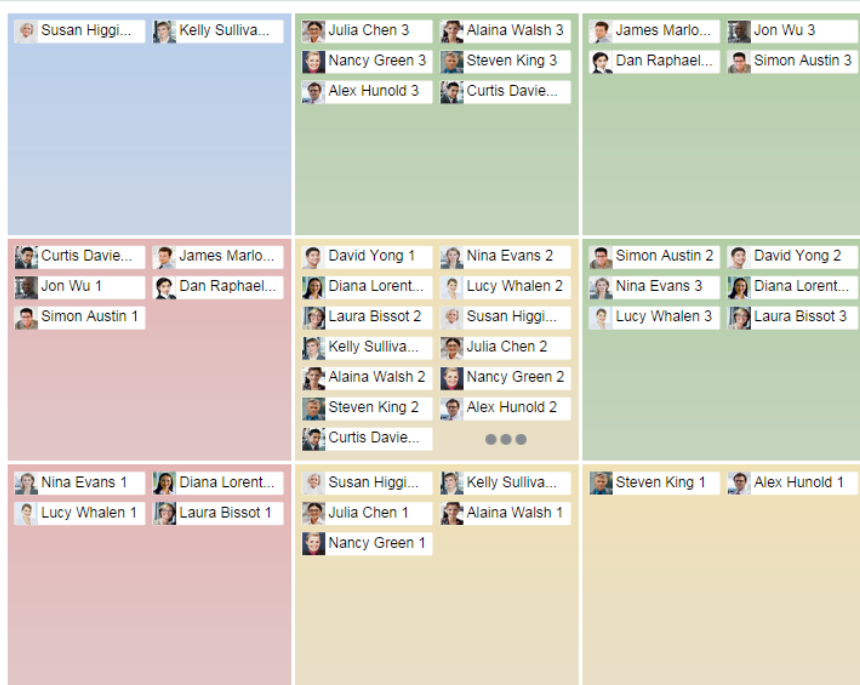 Susan Higgi...
Kelly Sulliva...
Julia Chen 3
Alaina Walsh 3
Nancy Green 3
Steven King 3
Alex Hunold 3
Curtis Davie...
James Marlo...
Jon Wu 3
Dan Raphael...
Simon Austin 3
Curtis Davie...
James Marlo...
Jon Wu 1
Dan Raphael...
Simon Austin 1
David Yong 1
Nina Evans 2
Diana Lorent...
Lucy Whalen 2
Laura Bissot 2
Susan Higgi...
Kelly Sulliva...
Julia Chen 2
Alaina Walsh 2
Nancy Green 2
Steven King 2
Alex Hunold 2
Curtis Davie...
Simon Austin 2
David Yong 2
Nina Evans 3
Diana Lorent...
Lucy Whalen 3
Laura Bissot 3
Nina Evans 1
Diana Lorent...
Lucy Whalen 1
Laura Bissot 1
Susan Higgi...
Kelly Sulliva...
Julia Chen 1
Alaina Walsh 1
Nancy Green 1
Steven King 1
Alex Hunold 1